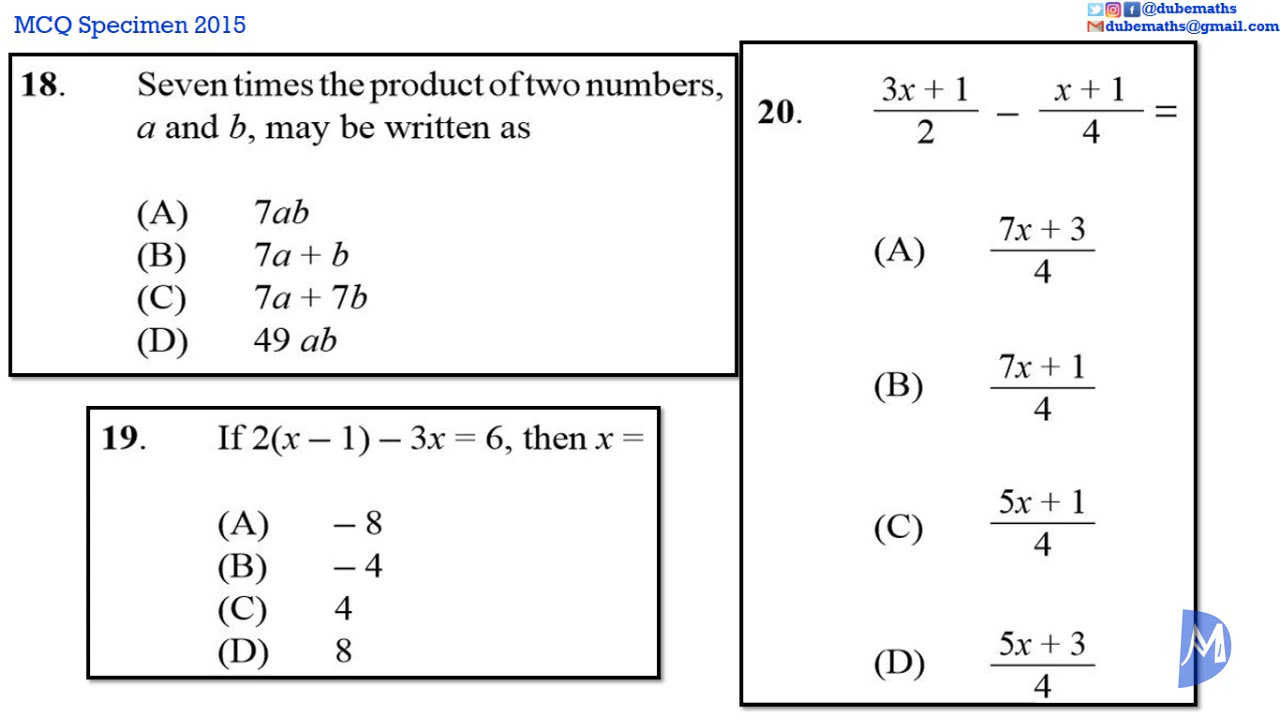 MCQ Specimen 2015
@dubemaths
dubemaths@gmail.com
18. Seven times the product of two numbers,
a and b, may be written as
(A) 7ab
(B) 7a + b
(C) 7a + 7b
(D) 49 ab
19. If 2(x – 1) – 3x = 6, then x =
(A) – 8
(B) – 4
(C) 4
(D) 8
20. (3x + 1)/2 – (x + 1)/4 =
(A) (7x + 3)/4
(B) (7x + 1)/4
(C) (5x + 1)/4
(D) (5x + 3)/4